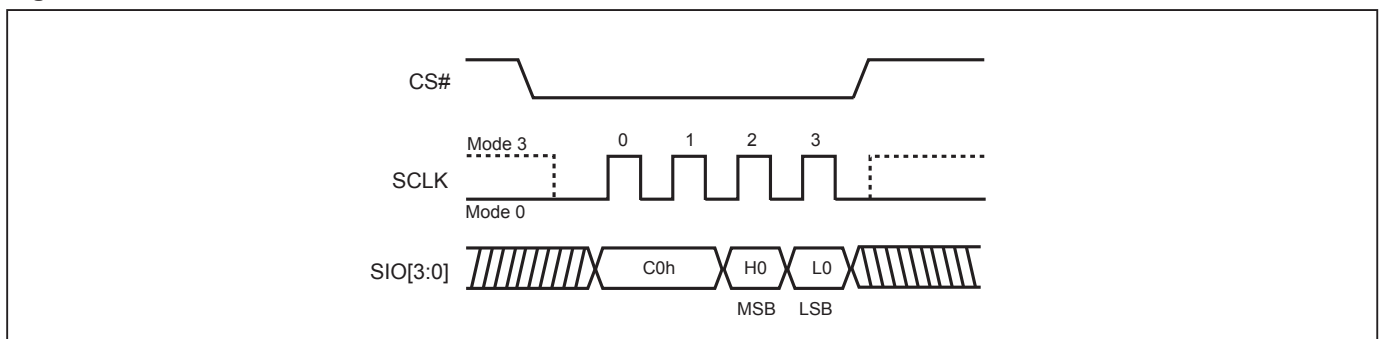 CS#
Mode 3
0 1 2 3
SCLK
Mode 0
SIO[3:0]
C0h H0 L0
MSB LSB